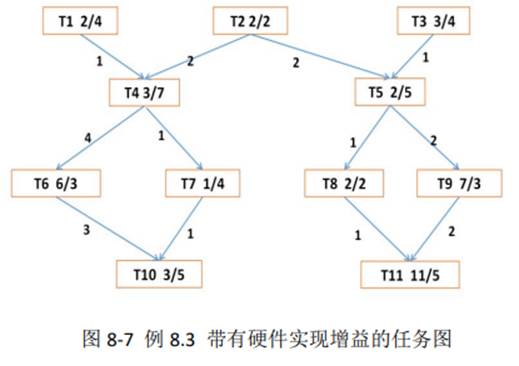 T1 2/4 T2 2/2 T3 3/4
1 2 2 1
T4 3/7 T5 2/5
4 1 1 2
T6 6/3 T7 1/4 T8 2/2 T9 7/3
3 1 1 2
T10 3/5 T11 11/5
图 8-7 例 8.3 带有硬件实现增益的任务图